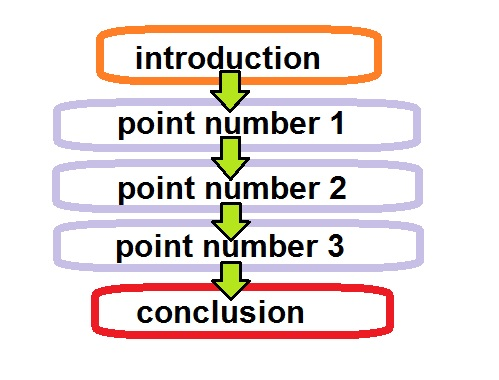 introduction
point number 1
point number 2
point number 3
conclusion